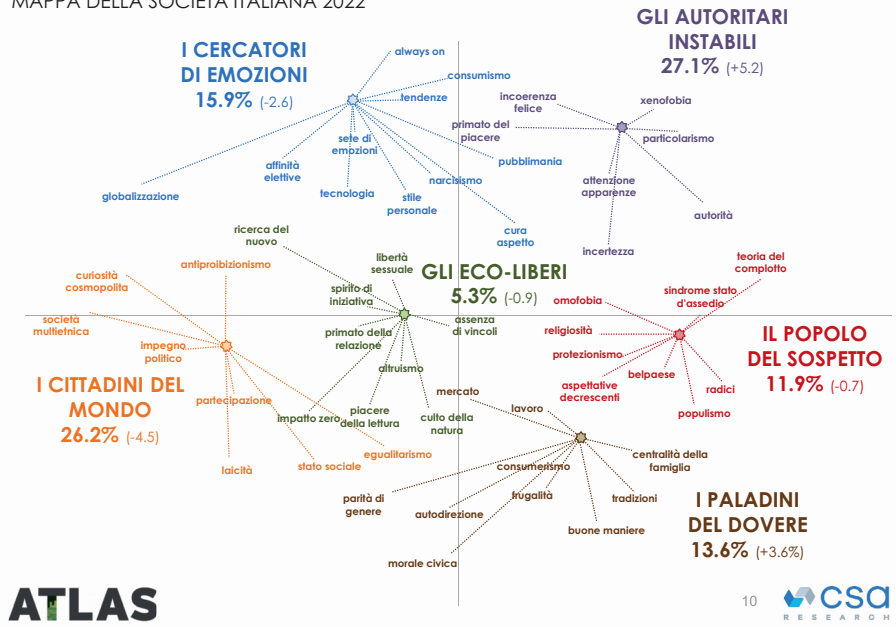 MAPPA DELLA SOCIETÀ ITALIANA 2022
I CERCATORI
DI EMOZIONI
15.9% (-2.6)
always on
consumismo
tendenze
sete di
emozioni
affinità
elettive
globalizzazione
tecnologia
stile
personale
narcisismo
pubblimania
cura
aspetto
GLI AUTORITARI
INSTABILI
27.1% (+5.2)
incoerenza
felice
xenofobia
primato del
piacere
particolarismo
attenzione
apparenze
autorità
incertezza
ricerca del
nuovo
libertà
sessuale
GLI ECO-LIBERI
5.3% (-0.9)
spirito di
iniziativa
assenza
di vincoli
primato della
relazione
altruismo
impatto zero
piacere
della lettura
culto della
natura
antiproibizionismo
curiosità
cosmopolita
società
multietnica
impegno
politico
I CITTADINI DEL
MONDO
26.2% (-4.5)
partecipazione
laicità
stato sociale
egualitarismo
teoria del
complotto
sindrome stato
d'assedio
omofobia
religiosità
protezionismo
IL POPOLO
DEL SOSPETTO
11.9% (-0.7)
aspettative
decrescenti
belpaese
radici
populismo
mercato
lavoro
centralità della
famiglia
consumerismo
frugalità
tradizioni
parità di
genere
autodirezione
buone maniere
morale civica
I PALADINI
DEL DOVERE
13.6% (+3.6%)
ATLAS
10
csa
RESEARCH